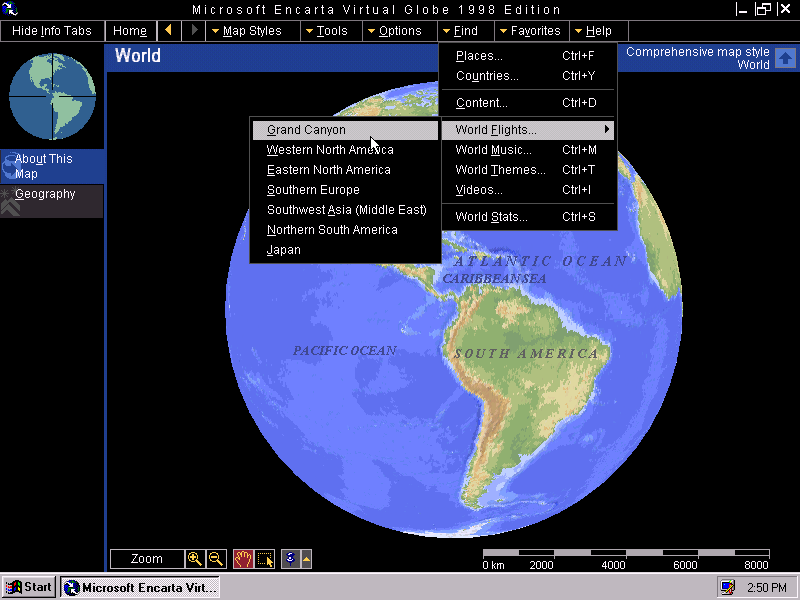 Microsoft Encarta Virtual Globe 1998 Edition
Hide Info Tabs
Home
Map Styles
Tools
Options
Find
Favorites
Help
World
Comprehensive map style
World
Places... Ctrl+F
Countries... Ctrl+Y
Content... Ctrl+D
World Flights...
World Music... Ctrl+M
World Themes... Ctrl+T
Videos... Ctrl+I
World Stats... Ctrl+S
Grand Canyon
Western North America
Eastern North America
Southern Europe
Southwest Asia (Middle East)
Northern South America
Japan
About This
Map
Geography
ATLANTIC OCEAN
CARIBBEAN SEA
PACIFIC OCEAN
SOUTH AMERICA
Zoom
0 km 2000 4000 6000 8000
Start
Microsoft Encarta Virt...
2:50 PM